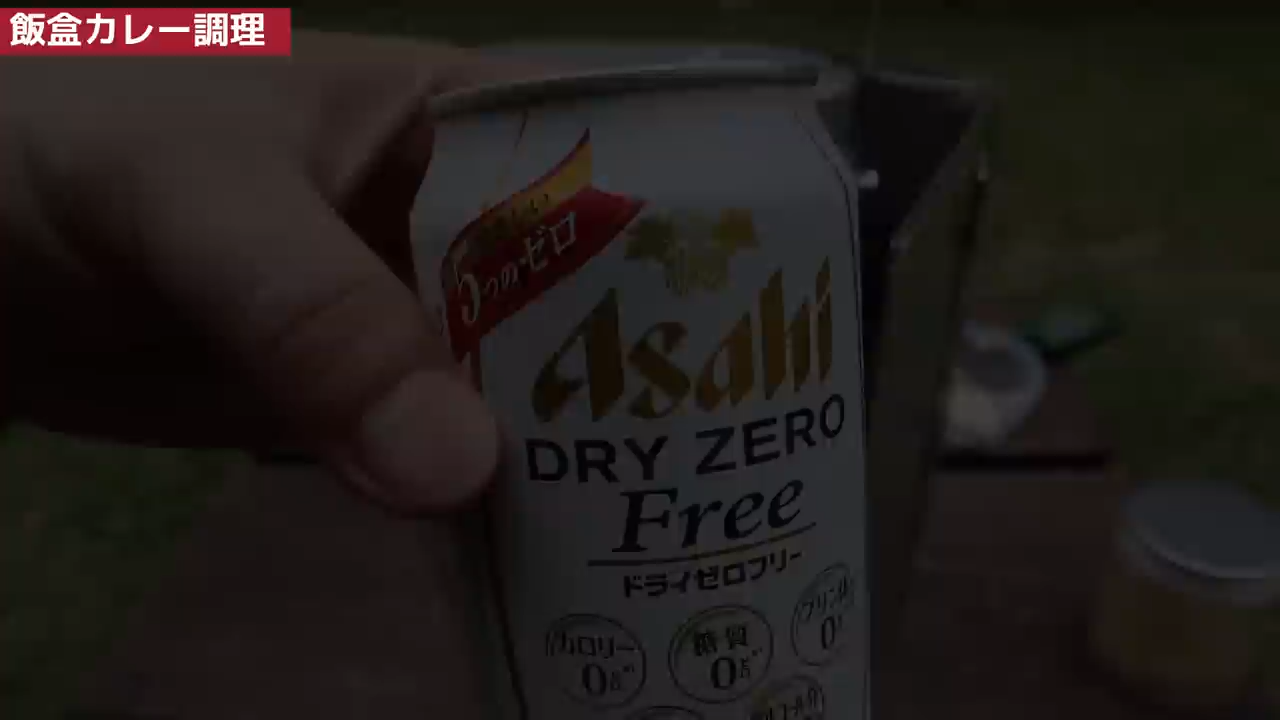 飯盒カレー調理
5つのゼロ
Asahi
DRY ZERO
Free
ドライゼロフリー
カロリー
0
糖質
0
プリン体
0